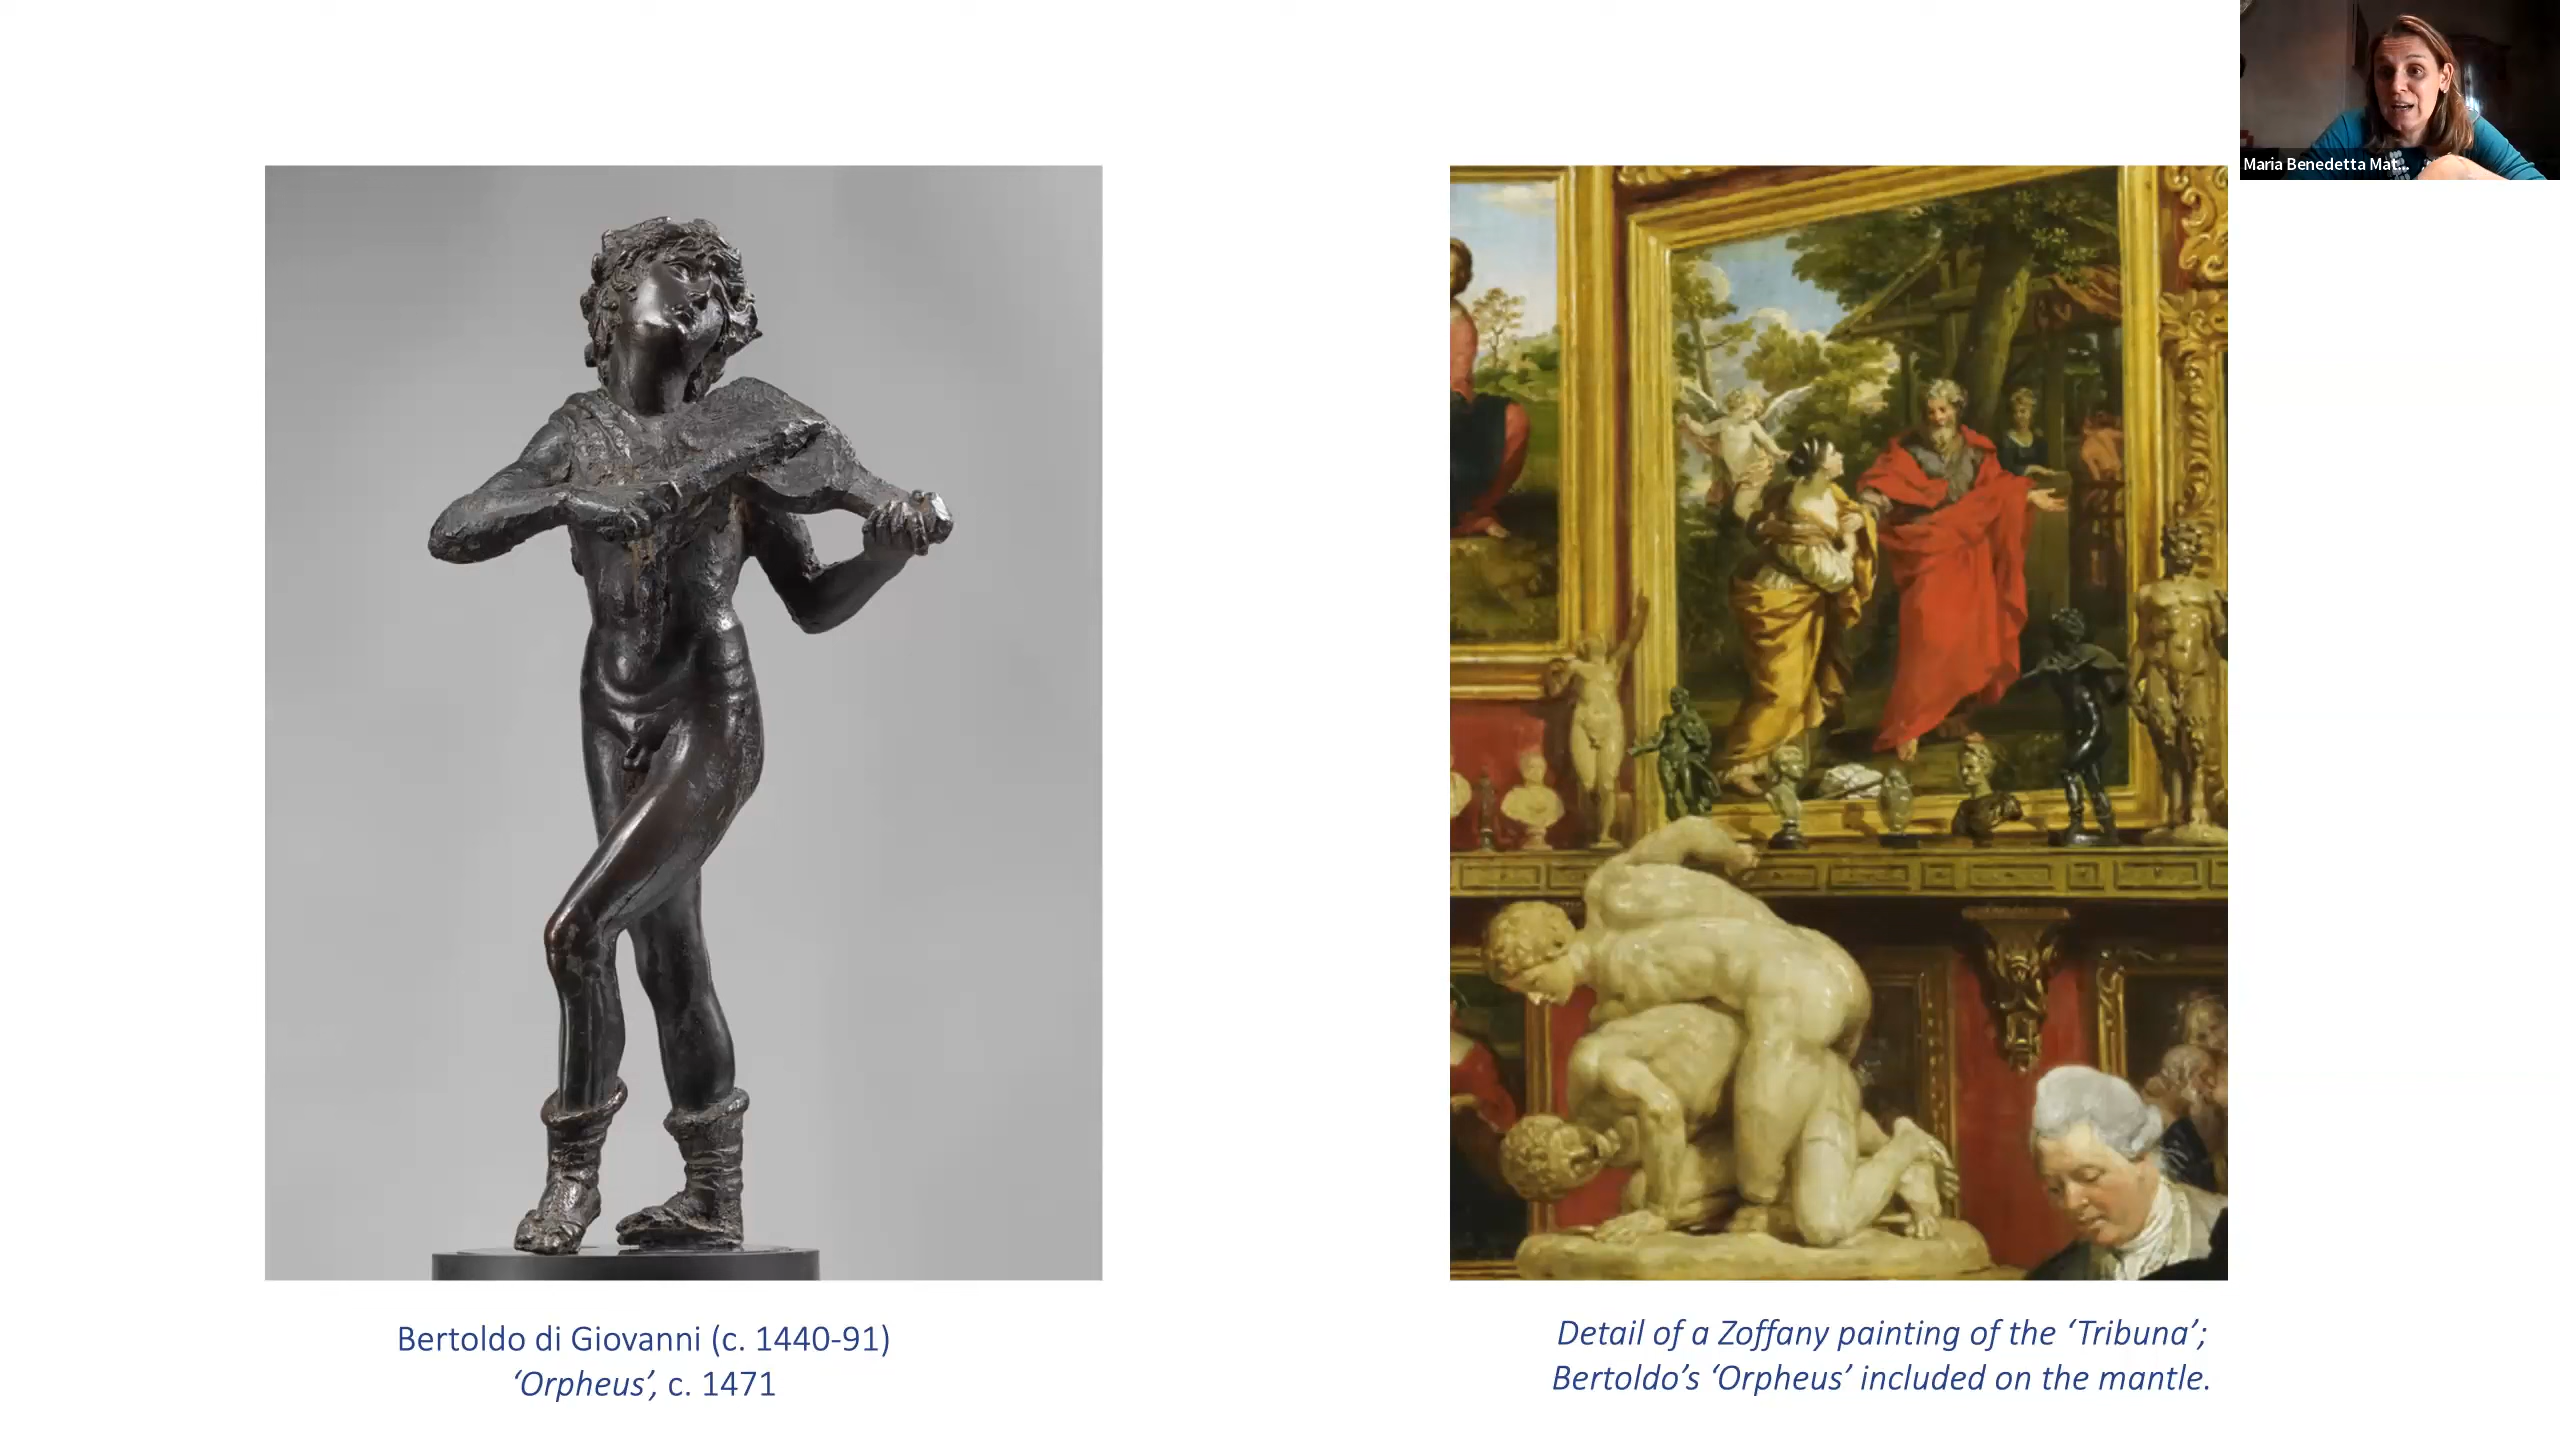 Maria Benedetta Mat...
Bertoldo di Giovanni (c. 1440-91)
‘Orpheus’, c. 1471
Detail of a Zoffany painting of the ‘Tribuna’;
Bertoldo’s ‘Orpheus’ included on the mantle.